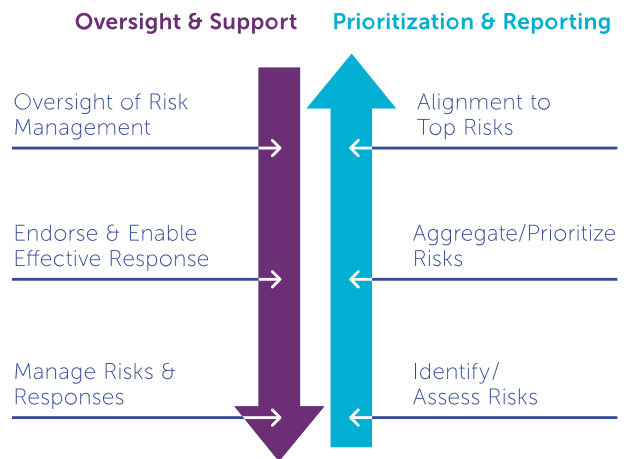 Oversight & Support
Prioritization & Reporting
Oversight of Risk
Management
Alignment to
Top Risks
Endorse & Enable
Effective Response
Aggregate/Prioritize
Risks
Manage Risks &
Responses
Identify/
Assess Risks